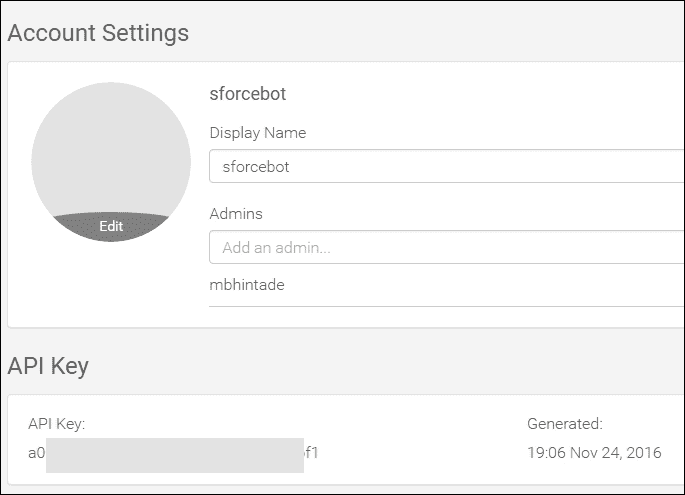 Account Settings
sforcebot
Display Name
sforcebot
Edit
Admins
Add an admin...
mbhintade
API Key
API Key: Generated:
a0 f1 19:06 Nov 24, 2016